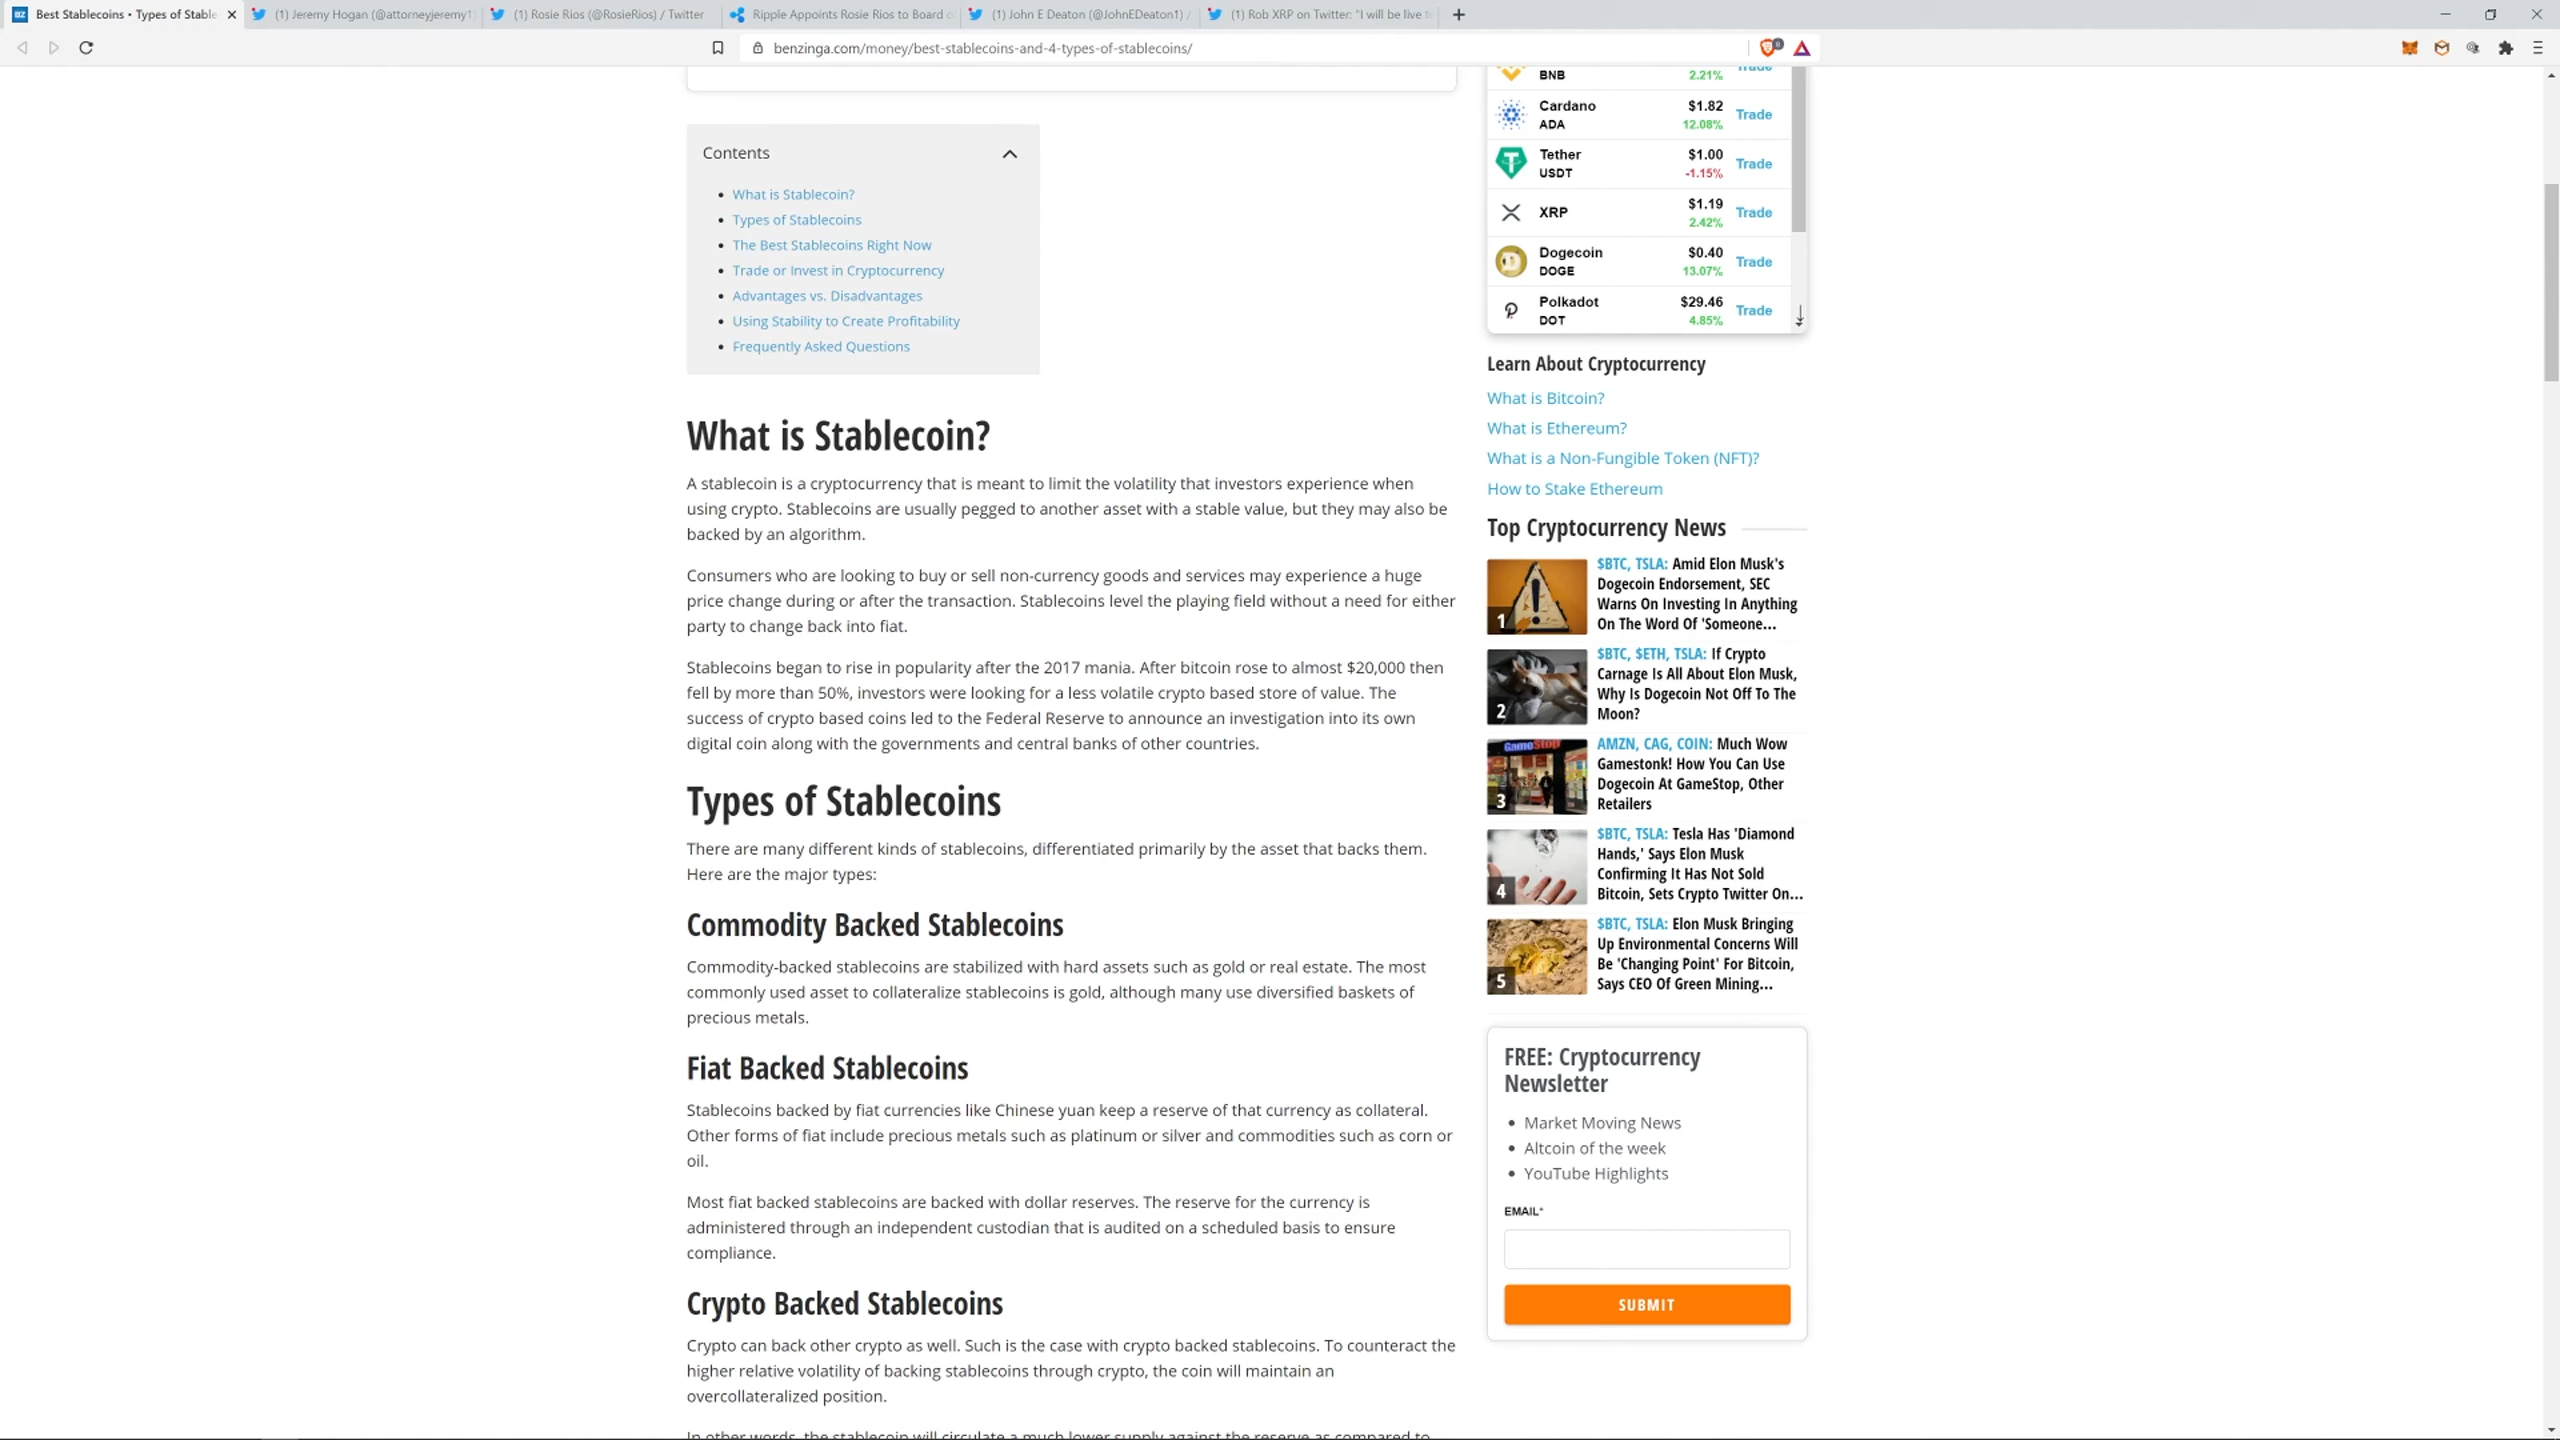 Best Stablecoins • Types of Stable
(1) Jeremy Hogan (@attorneyjeremy1
(1) Rosie Rios (@RosieRios) / Twitter
Ripple Appoints Rosie Rios to Board o
(1) John E Deaton (@JohnEDeaton1) /
(1) Rob XRP on Twitter: "I will be live t
benzinga.com/money/best-stablecoins-and-4-types-of-stablecoins/
Contents
What is Stablecoin?
Types of Stablecoins
The Best Stablecoins Right Now
Trade or Invest in Cryptocurrency
Advantages vs. Disadvantages
Using Stability to Create Profitability
Frequently Asked Questions
What is Stablecoin?
A stablecoin is a cryptocurrency that is meant to limit the volatility that investors experience when
using crypto. Stablecoins are usually pegged to another asset with a stable value, but they may also be
backed by an algorithm.
Consumers who are looking to buy or sell non-currency goods and services may experience a huge
price change during or after the transaction. Stablecoins level the playing field without a need for either
party to change back into fiat.
Stablecoins began to rise in popularity after the 2017 mania. After bitcoin rose to almost $20,000 then
fell by more than 50%, investors were looking for a less volatile crypto based store of value. The
success of crypto based coins led to the Federal Reserve to announce an investigation into its own
digital coin along with the governments and central banks of other countries.
Types of Stablecoins
There are many different kinds of stablecoins, differentiated primarily by the asset that backs them.
Here are the major types:
Commodity Backed Stablecoins
Commodity-backed stablecoins are stabilized with hard assets such as gold or real estate. The most
commonly used asset to collateralize stablecoins is gold, although many use diversified baskets of
precious metals.
Fiat Backed Stablecoins
Stablecoins backed by fiat currencies like Chinese yuan keep a reserve of that currency as collateral.
Other forms of fiat include precious metals such as platinum or silver and commodities such as corn or
oil.
Most fiat backed stablecoins are backed with dollar reserves. The reserve for the currency is
administered through an independent custodian that is audited on a scheduled basis to ensure
compliance.
Crypto Backed Stablecoins
Crypto can back other crypto as well. Such is the case with crypto backed stablecoins. To counteract the
higher relative volatility of backing stablecoins through crypto, the coin will maintain an
overcollateralized position.
In other words, the stablecoin will circulate a much lower supply against the reserve as compared to
BNB 2.21% Trade
Cardano $1.82
ADA 12.08% Trade
Tether $1.00
USDT -1.15% Trade
XRP $1.19
2.42% Trade
Dogecoin $0.40
DOGE 13.07% Trade
Polkadot $29.46
DOT 4.85% Trade
Learn About Cryptocurrency
What is Bitcoin?
What is Ethereum?
What is a Non-Fungible Token (NFT)?
How to Stake Ethereum
Top Cryptocurrency News
1
$BTC, TSLA: Amid Elon Musk's
Dogecoin Endorsement, SEC
Warns On Investing In Anything
On The Word Of 'Someone...
2
$BTC, $ETH, TSLA: If Crypto
Carnage Is All About Elon Musk,
Why Is Dogecoin Not Off To The
Moon?
GameStop
3
AMZN, CAG, COIN: Much Wow
Gamestonk! How You Can Use
Dogecoin At GameStop, Other
Retailers
4
$BTC, TSLA: Tesla Has 'Diamond
Hands,' Says Elon Musk
Confirming It Has Not Sold
Bitcoin, Sets Crypto Twitter On...
5
$BTC, TSLA: Elon Musk Bringing
Up Environmental Concerns Will
Be 'Changing Point' For Bitcoin,
Says CEO Of Green Mining...
FREE: Cryptocurrency
Newsletter
Market Moving News
Altcoin of the week
YouTube Highlights
EMAIL*
SUBMIT